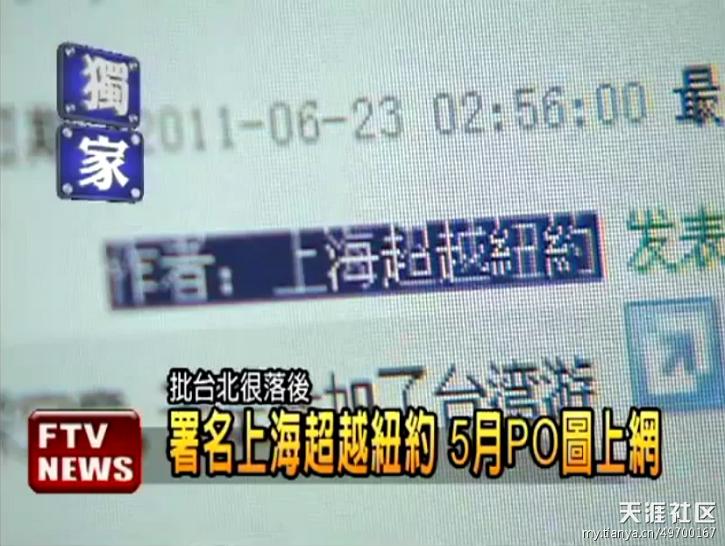 獨家
2011-06-23 02:56:00 最
作者：上海超越紐約 发表
加了台湾游
批台北很落後
署名上海超越紐約 5月PO圖上網
FTV
NEWS
天涯社区
my.tianya.cn/49700167